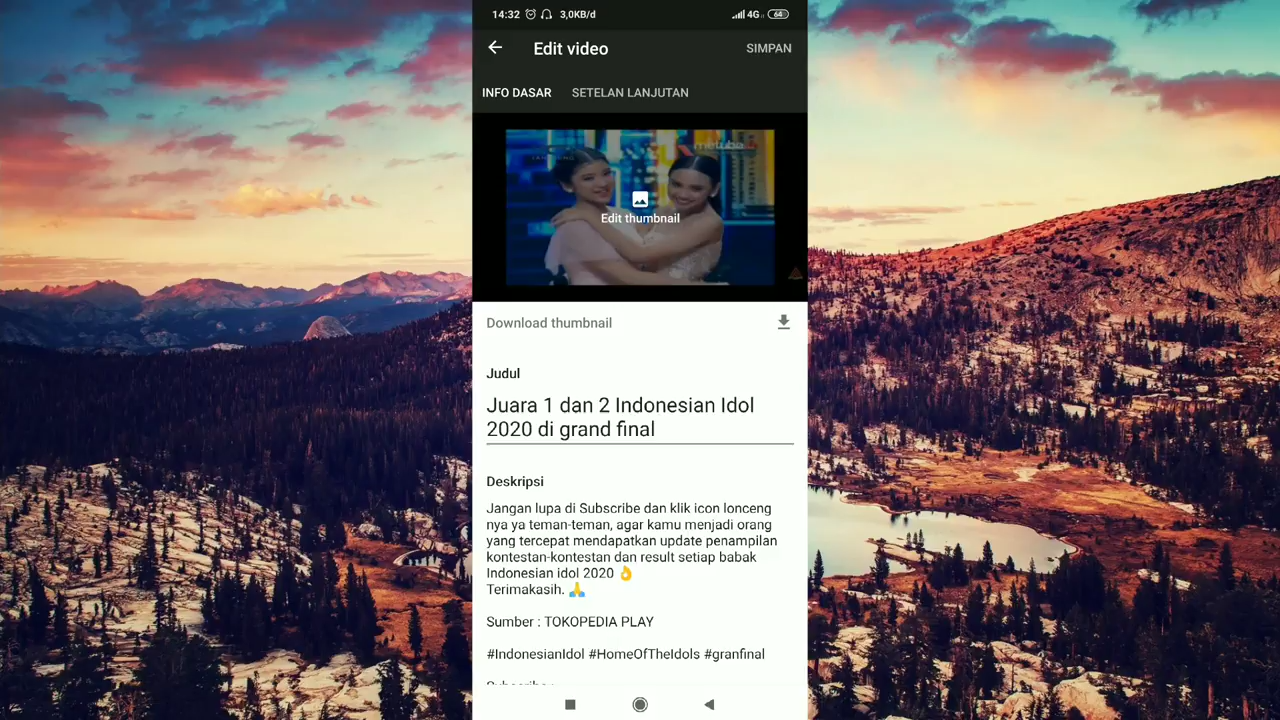 14:32 3,0KB/d 4G 64
Edit video SIMPAN
INFO DASAR SETELAN LANJUTAN
metube
Edit thumbnail
Download thumbnail
Judul
Juara 1 dan 2 Indonesian Idol
2020 di grand final
Deskripsi
Jangan lupa di Subscribe dan klik icon lonceng
nya ya teman-teman, agar kamu menjadi orang
yang tercepat mendapatkan update penampilan
kontestan-kontestan dan result setiap babak
Indonesian idol 2020 👌
Terimakasih. 🙏
Sumber : TOKOPEDIA PLAY
#IndonesianIdol #HomeOfTheIdols #granfinal